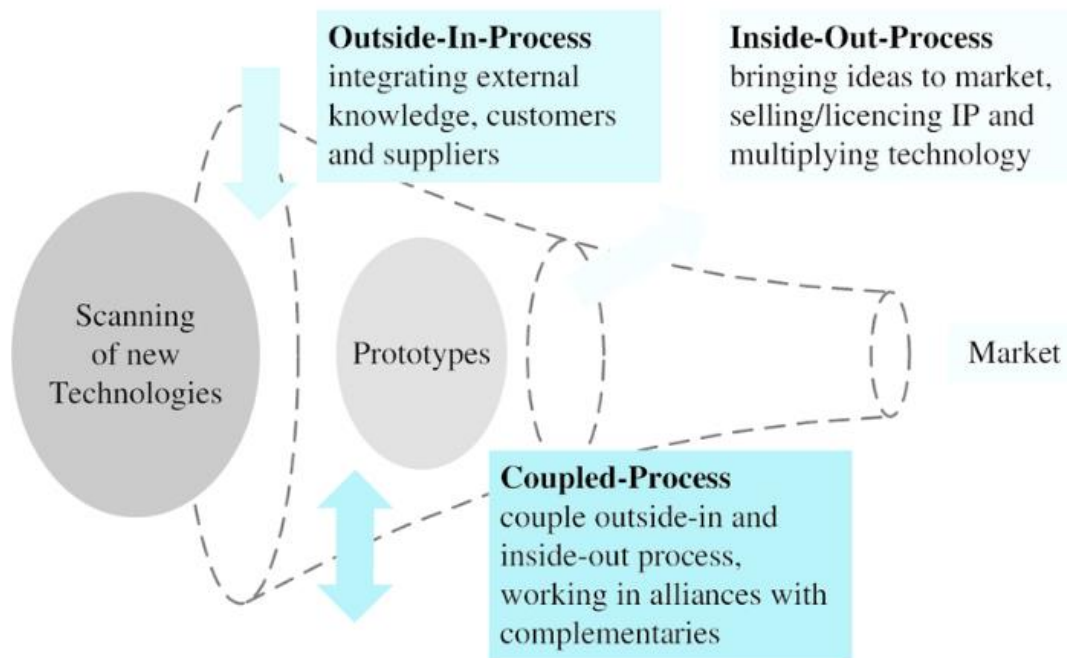 Outside-In-Process
integrating external
knowledge, customers
and suppliers
Inside-Out-Process
bringing ideas to market,
selling/licencing IP and
multiplying technology
Scanning
of new
Technologies
Prototypes
Market
Coupled-Process
couple outside-in and
inside-out process,
working in alliances with
complementaries